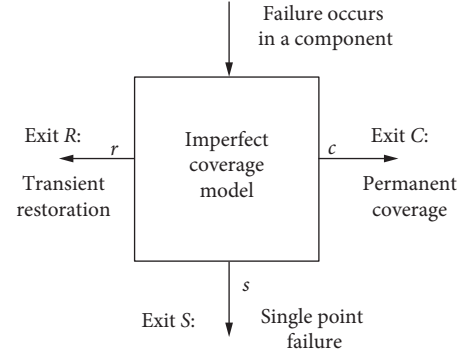 Failure occurs
in a component
Exit R:
r
Transient
restoration
Imperfect
coverage
model
c
Exit C:
Permanent
coverage
s
Exit S:
Single point
failure